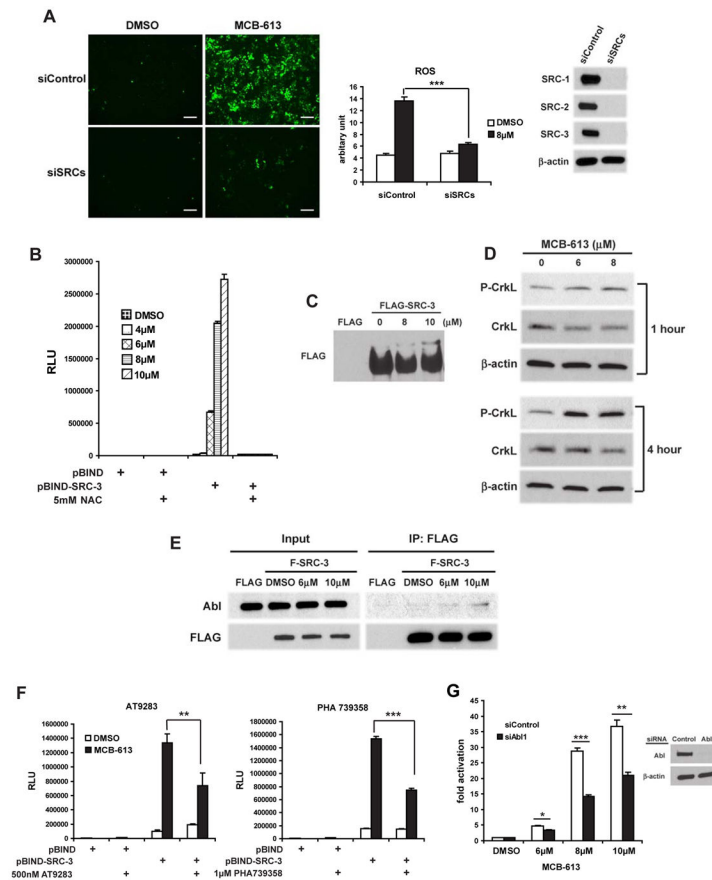 A
DMSO MCB-613
siControl
siSRCs
ROS
***
arbitary unit
16
14
12
10
8
6
4
2
0
DMSO
8µM
siControl siSRCs
siControl siSRCs
SRC-1
SRC-2
SRC-3
β-actin
B
RLU
3000000
2500000
2000000
1500000
1000000
500000
0
DMSO
4µM
6µM
8µM
10µM
pBIND + +
pBIND-SRC-3 + +
5mM NAC + +
C
FLAG-SRC-3
FLAG 0 8 10 (µM)
FLAG
D
MCB-613 (µM)
0 6 8
P-CrkL
CrkL
β-actin
1 hour
P-CrkL
CrkL
β-actin
4 hour
E
Input IP: FLAG
F-SRC-3 F-SRC-3
FLAG DMSO 6µM 10µM FLAG DMSO 6µM 10µM
Abl
FLAG
F
AT9283
**
RLU
1600000
1400000
1200000
1000000
800000
600000
400000
200000
0
DMSO
MCB-613
pBIND + +
pBIND-SRC-3 + +
500nM AT9283 + +
PHA 739358
***
RLU
1800000
1600000
1400000
1200000
1000000
800000
600000
400000
200000
0
pBIND + +
pBIND-SRC-3 + +
1µM PHA739358 + +
G
fold activation
45
40
35
30
25
20
15
10
5
0
siControl
siAbl1
* *** **
DMSO 6µM 8µM 10µM
MCB-613
siRNA Control Abl
Abl
β-actin